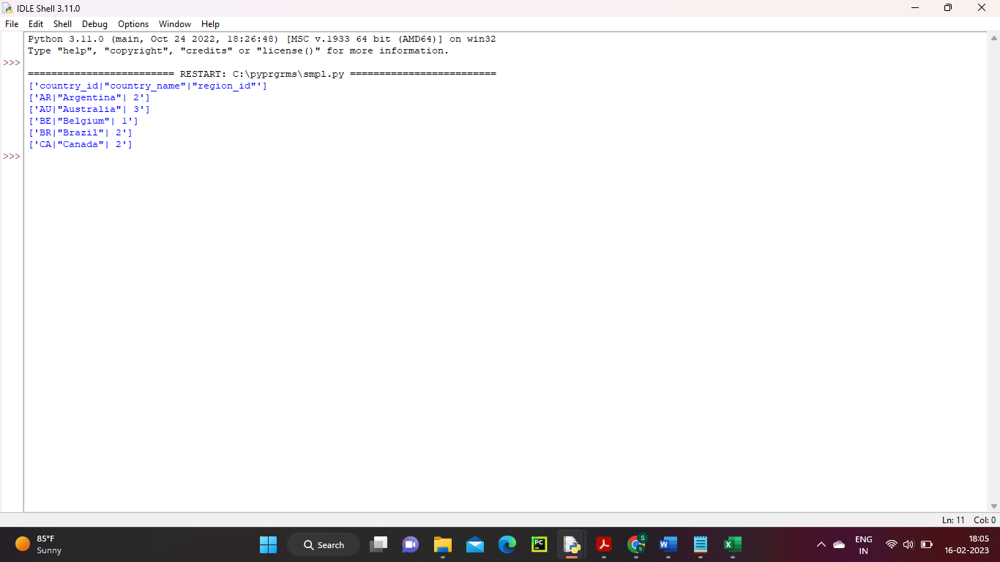 IDLE Shell 3.11.0
File Edit Shell Debug Options Window Help
Python 3.11.0 (main, Oct 24 2022, 18:26:48) [MSC v.1933 64 bit (AMD64)] on win32
Type "help", "copyright", "credits" or "license()" for more information.
>>>
========================= RESTART: C:\pyprgrms\smpl.py =========================
['country_id|"country_name"|"region_id"']
['AR|"Argentina"| 2']
['AU|"Australia"| 3']
['BE|"Belgium"| 1']
['BR|"Brazil"| 2']
['CA|"Canada"| 2']
>>>
Ln: 11 Col: 0
85°F
Sunny
Search
PC
S
W
X
ENG
IN
18:05
16-02-2023